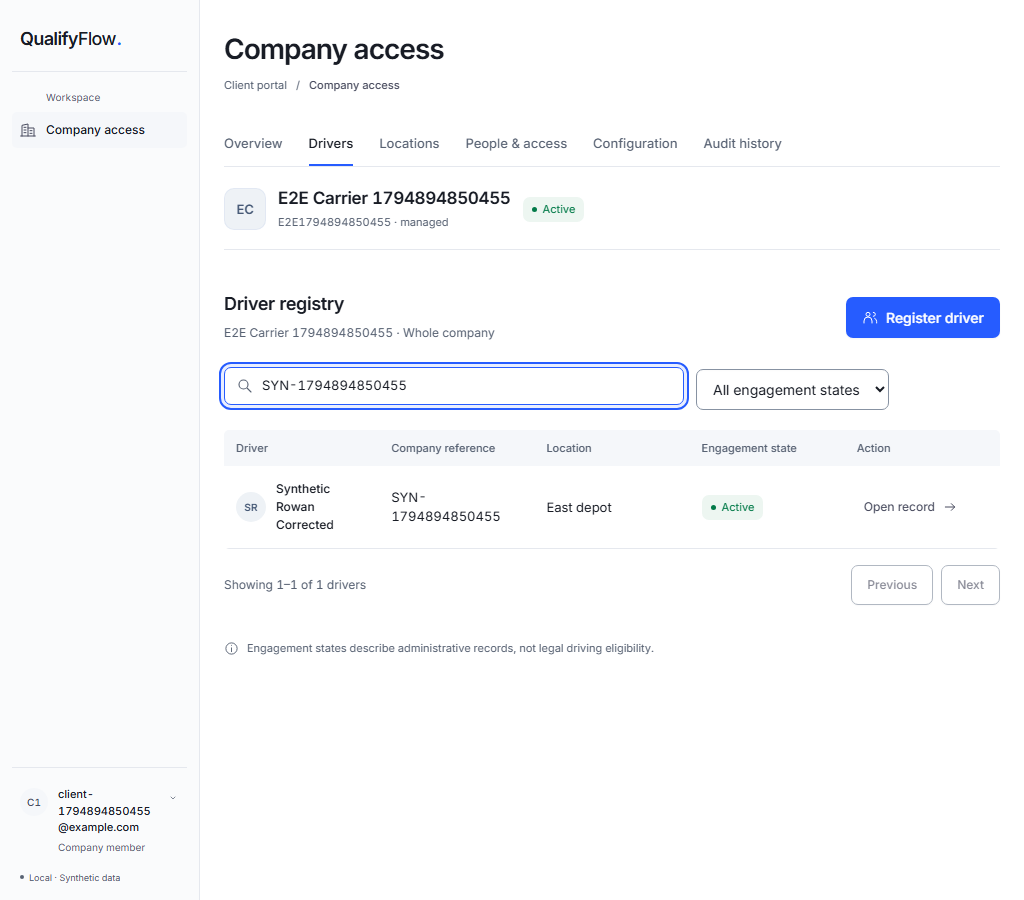 QualifyFlow.
Workspace
Company access
Company access
Client portal / Company access
Overview Drivers Locations People & access Configuration Audit history
EC
E2E Carrier 1794894850455
E2E1794894850455 · managed
Active
Driver registry
E2E Carrier 1794894850455 · Whole company
Register driver
SYN-1794894850455
All engagement states
Driver Company reference Location Engagement state Action
SR
Synthetic
Rowan
Corrected
SYN-
1794894850455
East depot
Active
Open record →
Showing 1–1 of 1 drivers
Previous
Next
Engagement states describe administrative records, not legal driving eligibility.
C1
client-
1794894850455
@example.com
Company member
Local · Synthetic data